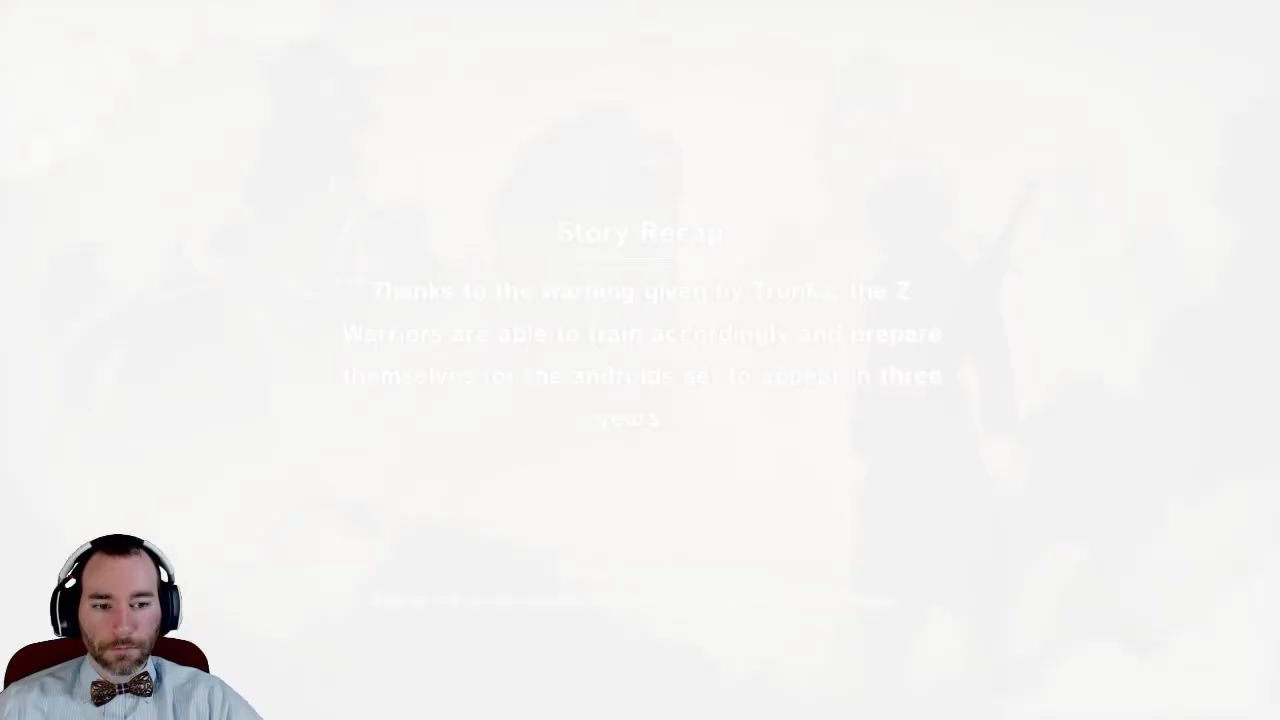 Story Recap
Thanks to the warning given by Trunks, the Z
Warriors are able to train accordingly and prepare
themselves for the androids set to appear in three
years